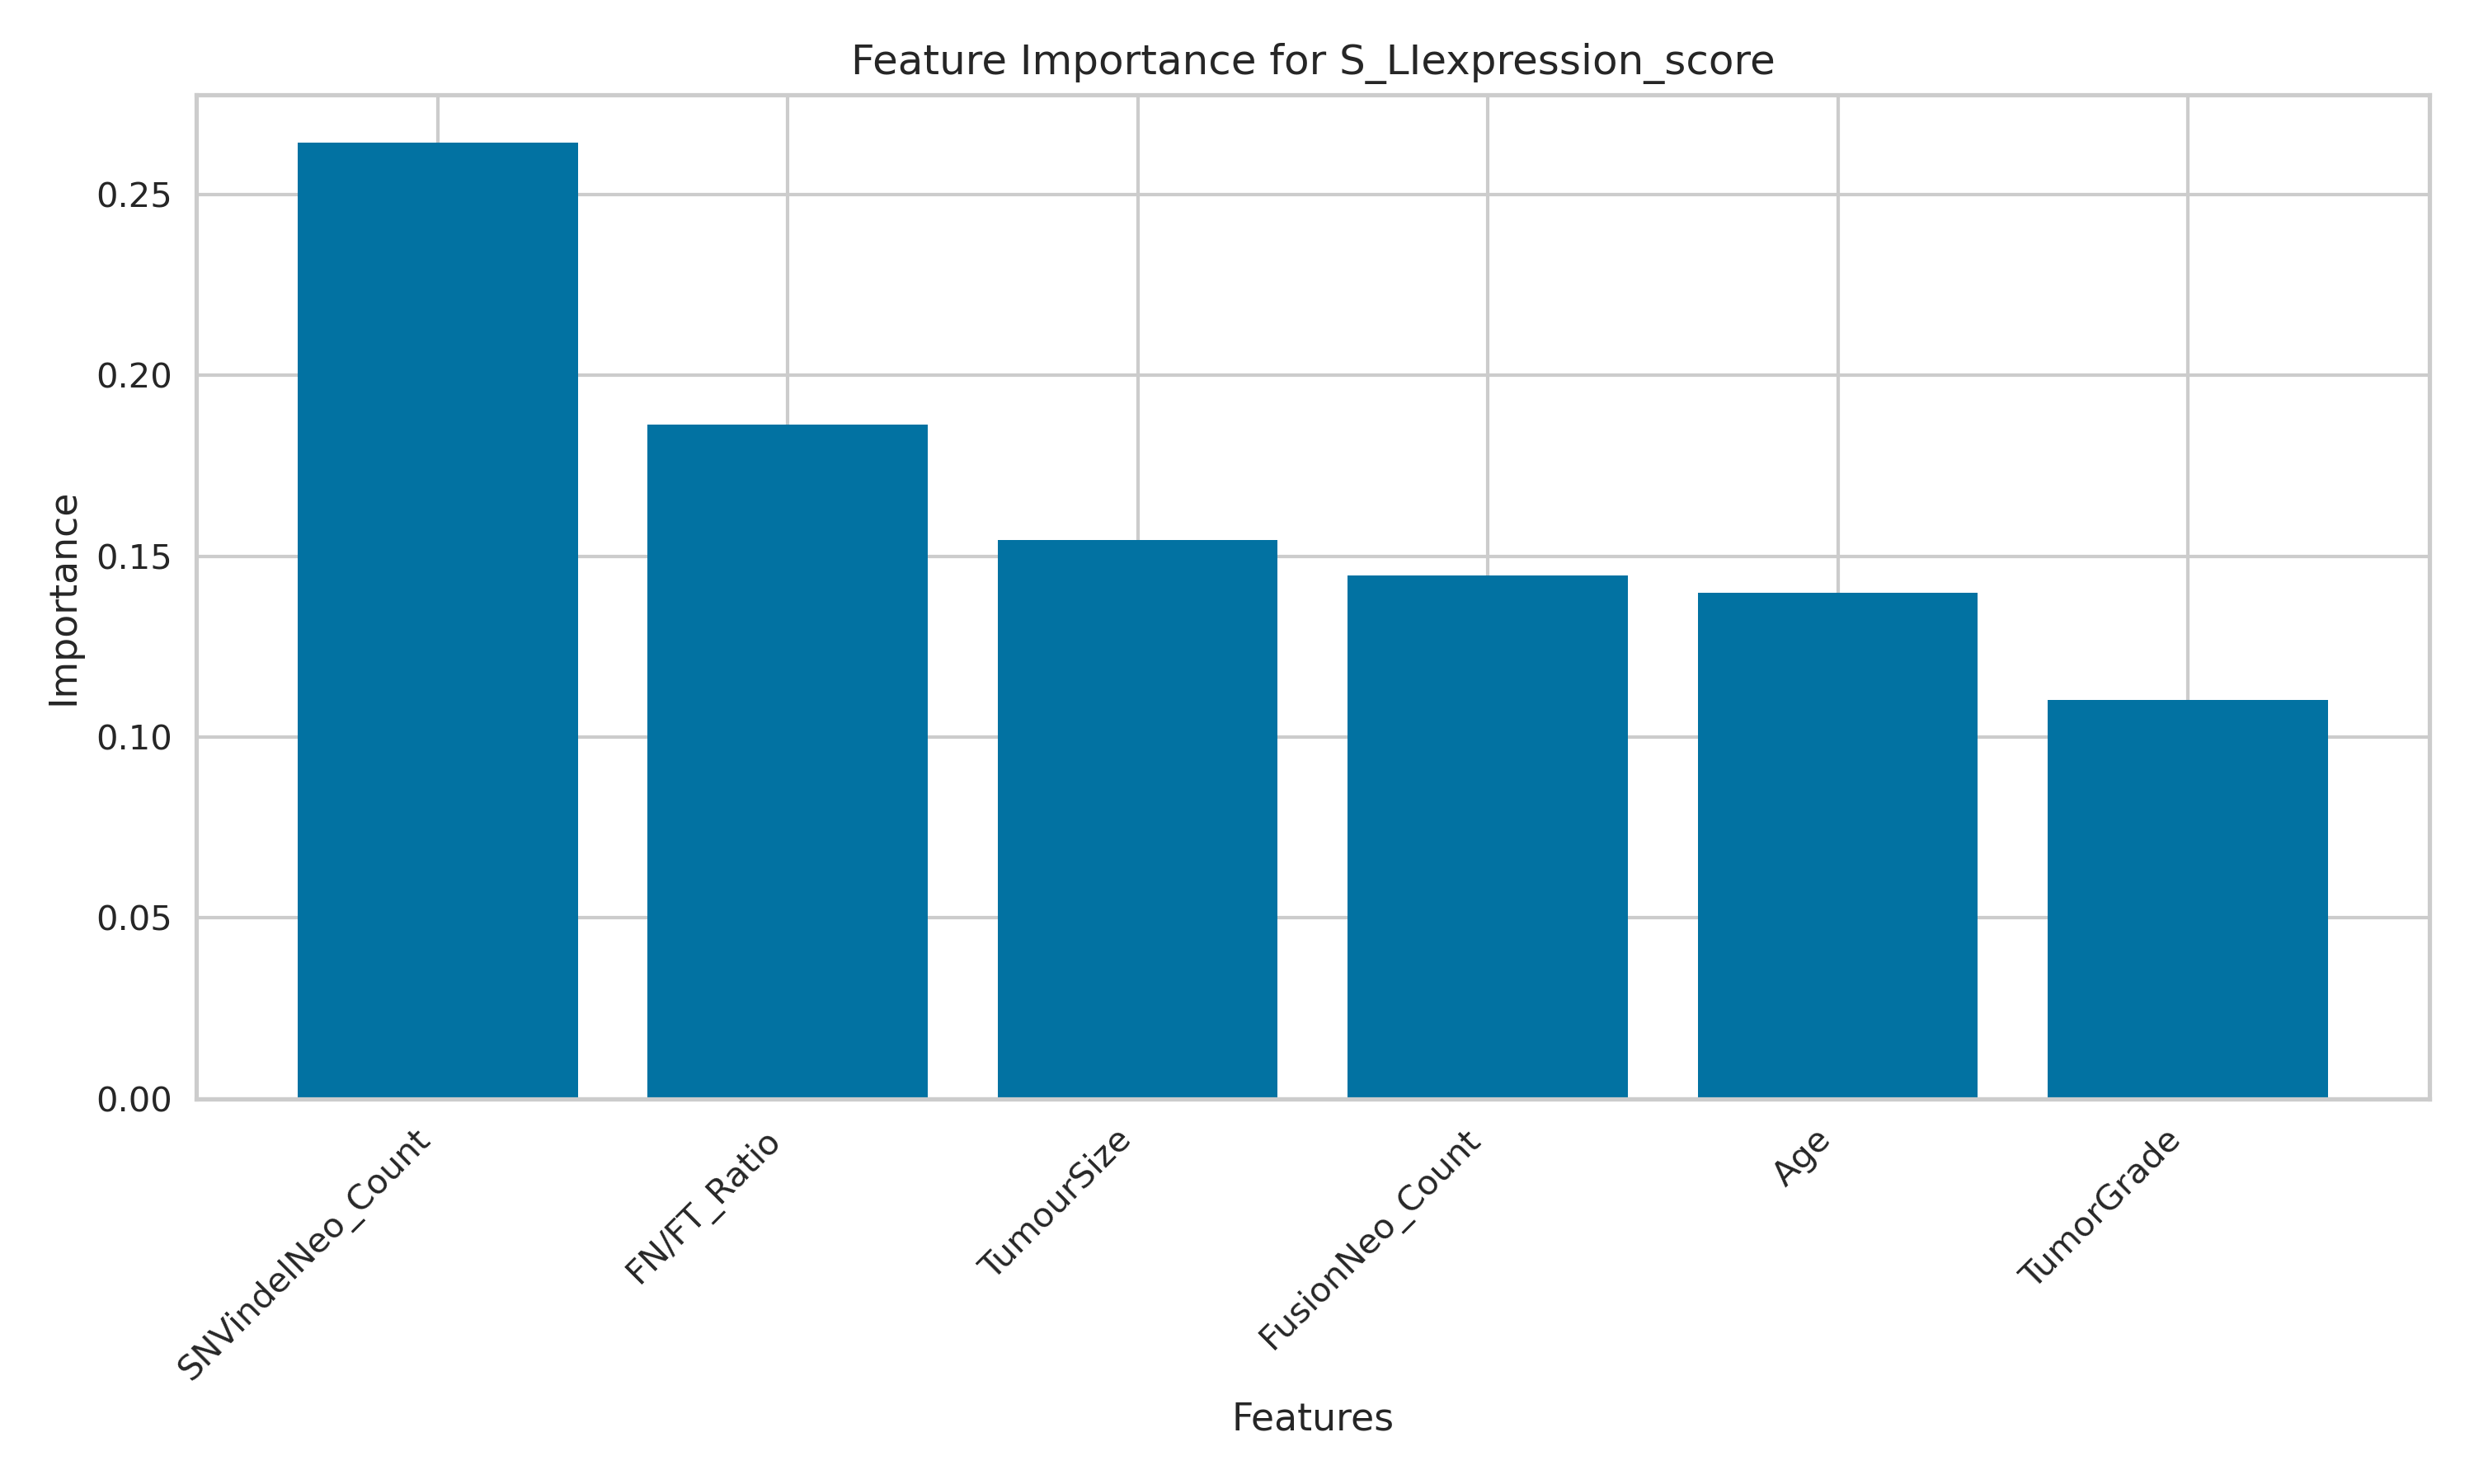 Feature Importance for S_LIexpression_score
Importance
0.25
0.20
0.15
0.10
0.05
0.00
SNVindelNeo_Count
FN/FT_Ratio
TumourSize
FusionNeo_Count
Age
TumorGrade
Features